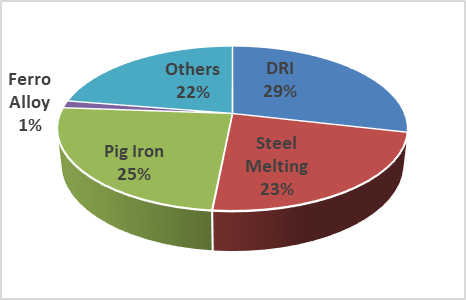 Others
22%
DRI
29%
Ferro
Alloy
1%
Pig Iron
25%
Steel
Melting
23%